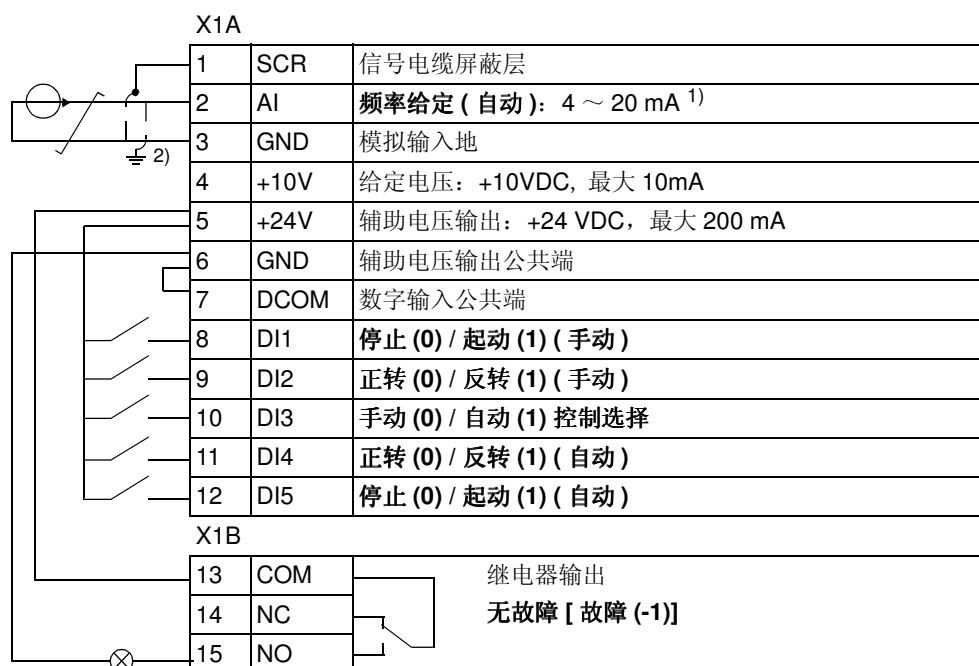 X1A
1 SCR 信号电缆屏蔽层
2 AI 频率给定 ( 自动 )：4 ～ 20 mA 1)
3 GND 模拟输入地
2)
4 +10V 给定电压：+10VDC, 最大 10mA
5 +24V 辅助电压输出：+24 VDC，最大 200 mA
6 GND 辅助电压输出公共端
7 DCOM 数字输入公共端
8 DI1 停止 (0) / 起动 (1) ( 手动 )
9 DI2 正转 (0) / 反转 (1) ( 手动 )
10 DI3 手动 (0) / 自动 (1) 控制选择
11 DI4 正转 (0) / 反转 (1) ( 自动 )
12 DI5 停止 (0) / 起动 (1) ( 自动 )
X1B
13 COM 继电器输出
14 NC 无故障 [ 故障 (-1)]
15 NO